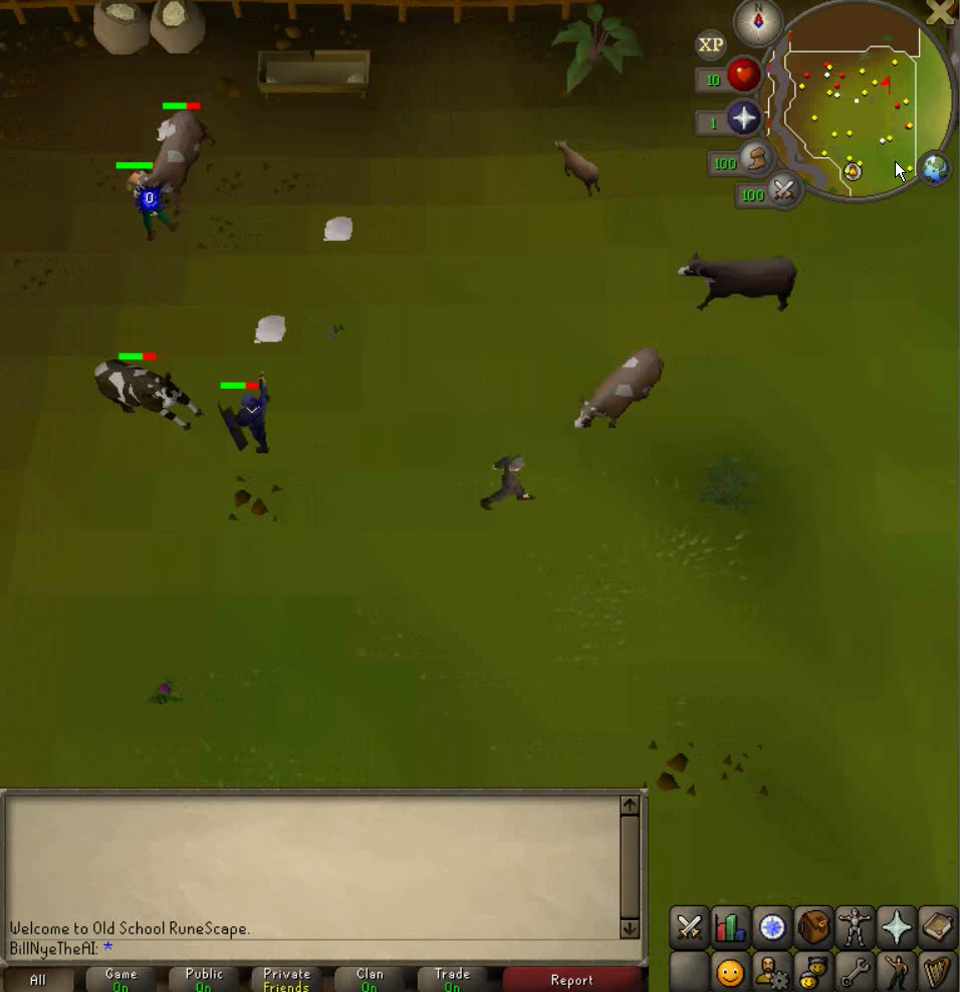 N
XP
10
1
100
100
0
Welcome to Old School RuneScape.
BillNyeTheAI: *
All
Game
On
Public
On
Private
Friends
Clan
On
Trade
On
Report